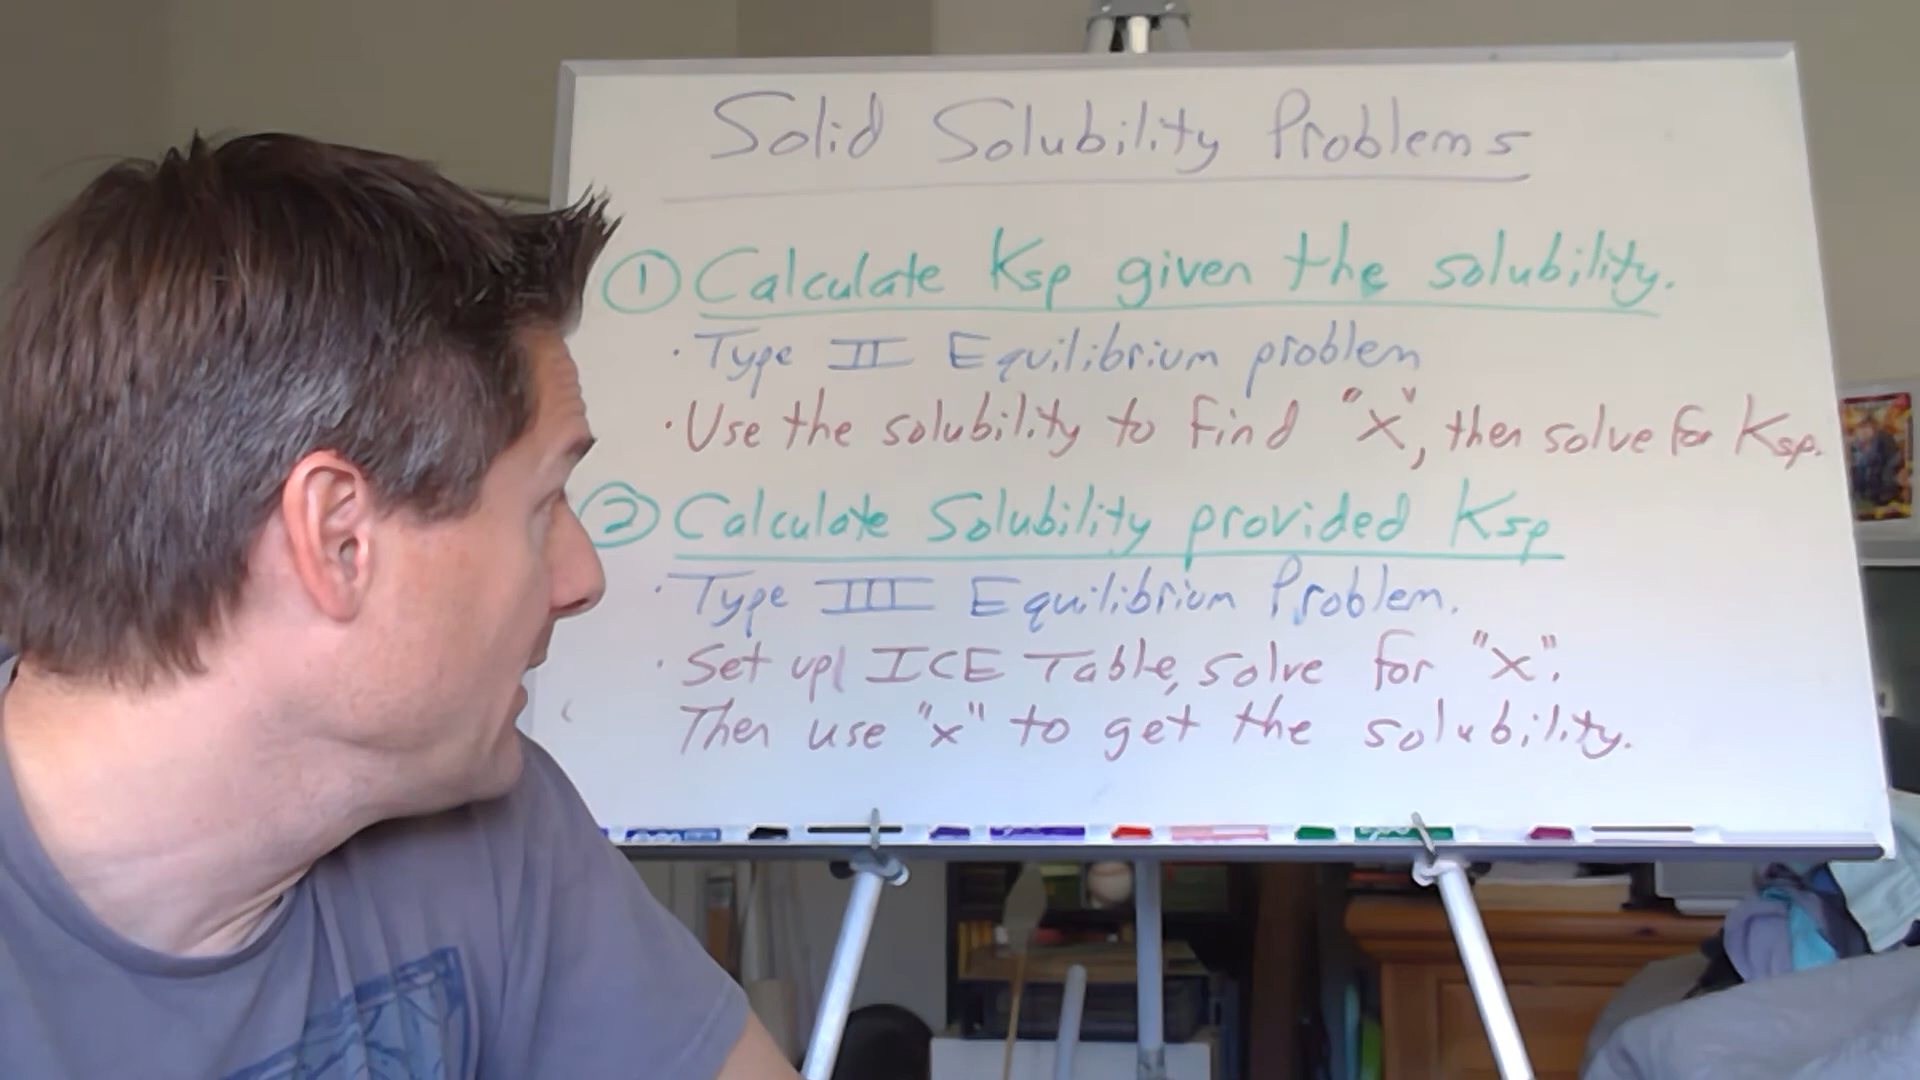 Solid Solubility Problems
① Calculate Ksp given the solubility.
· Type II Equilibrium problem
· Use the solubility to find "x", then solve for Ksp.
② Calculate Solubility provided Ksp
· Type III Equilibrium Problem.
· Set up ICE Table, solve for "x".
Then use "x" to get the solubility.